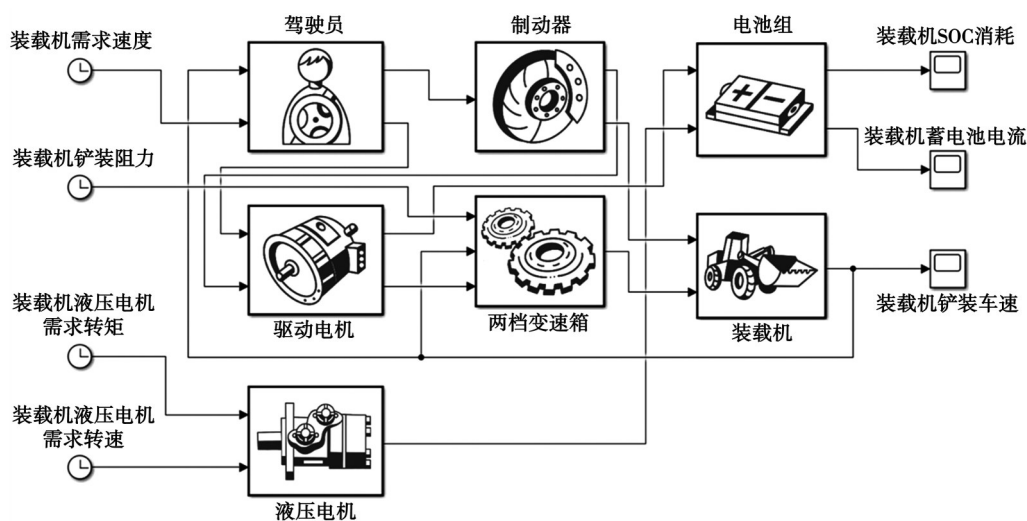 驾驶员
制动器
电池组
装载机需求速度
装载机SOC消耗
装载机铲装阻力
装载机蓄电池电流
装载机液压电机
需求转矩
驱动电机
两档变速箱
装载机
装载机铲装车速
装载机液压电机
需求转速
液压电机